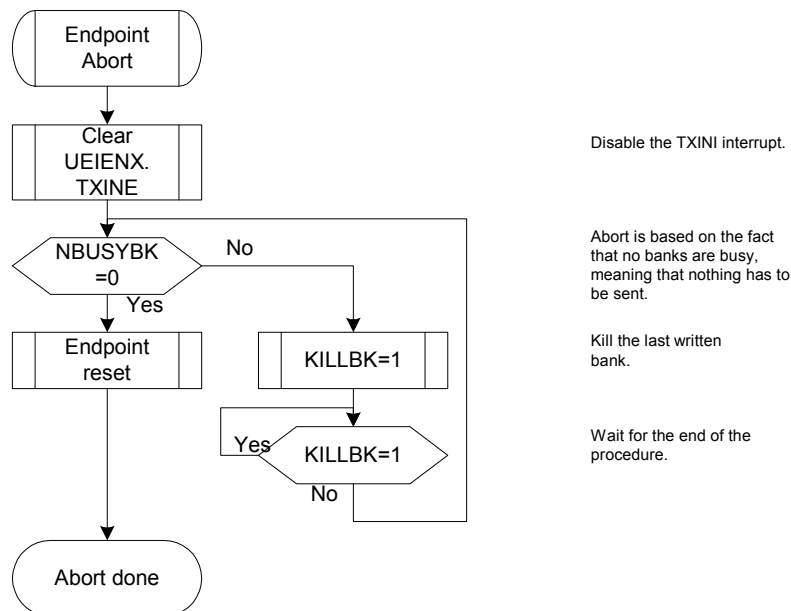 Endpoint
Abort
Clear
UEIENX.
TXINE
Disable the TXINI interrupt.
NBUSYBK
=0
No
Yes
Abort is based on the fact
that no banks are busy,
meaning that nothing has to
be sent.
Endpoint
reset
KILLBK=1
Kill the last written
bank.
Yes
KILLBK=1
No
Wait for the end of the
procedure.
Abort done